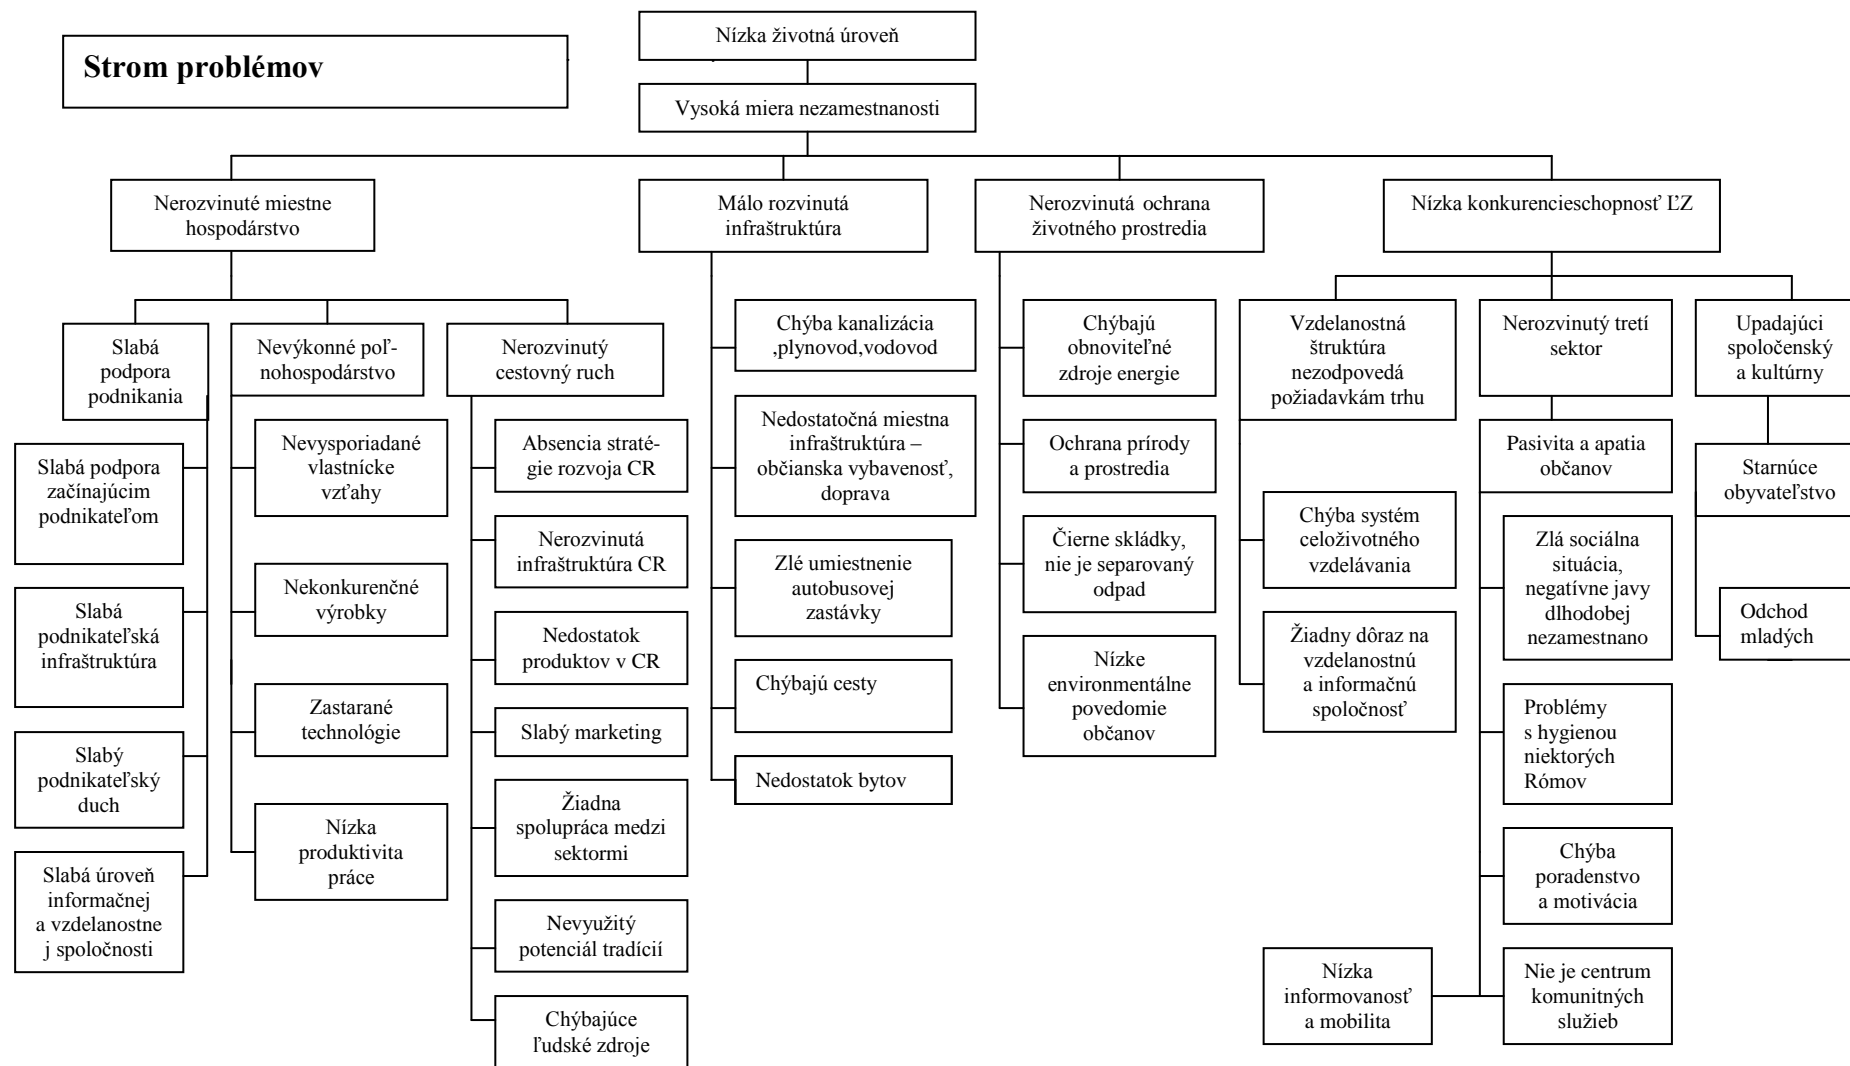 Strom problémov
Nízka životná úroveň
Vysoká miera nezamestnanosti
Nerozvinuté miestne
hospodárstvo
Málo rozvinutá
infraštruktúra
Nerozvinutá ochrana
životného prostredia
Nízka konkurencieschopnosť ĽZ
Slabá
podpora
podnikania
Nevýkonné poľ-
nohospodárstvo
Nerozvinutý
cestovný ruch
Chýba kanalizácia
,plynovod,vodovod
Chýbajú
obnoviteľné
zdroje energie
Vzdelanostná
štruktúra
nezodpovedá
požiadavkám trhu
Nerozvinutý tretí
sektor
Upadajúci
spoločenský
a kultúrny
Slabá podpora
začínajúcim
podnikateľom
Slabá
podnikateľská
infraštruktúra
Slabý
podnikateľský
duch
Slabá úroveň
informačnej
a vzdelanostne
j spoločnosti
Nevysporiadané
vlastnícke
vzťahy
Nekonkurenčné
výrobky
Zastarané
technológie
Nízka
produktivita
práce
Absencia straté-
gie rozvoja CR
Nerozvinutá
infraštruktúra CR
Nedostatok
produktov v CR
Slabý marketing
Žiadna
spolupráca medzi
sektormi
Nevyužitý
potenciál tradícií
Chýbajúce
ľudské zdroje
Nedostatočná miestna
infraštruktúra –
občianska vybavenosť,
doprava
Zlé umiestnenie
autobusovej
zastávky
Chýbajú cesty
Nedostatok bytov
Ochrana prírody
a prostredia
Čierne skládky,
nie je separovaný
odpad
Nízke
environmentálne
povedomie
občanov
Chýba systém
celoživotného
vzdelávania
Žiadny dôraz na
vzdelanostnú
a informačnú
spoločnosť
Pasivita a apatia
občanov
Zlá sociálna
situácia,
negatívne javy
dlhodobej
nezamestnano
Problémy
s hygienou
niektorých
Rómov
Chýba
poradenstvo
a motivácia
Nízka
informovanosť
a mobilita
Nie je centrum
komunitných
služieb
Starnúce
obyvateľstvo
Odchod
mladých